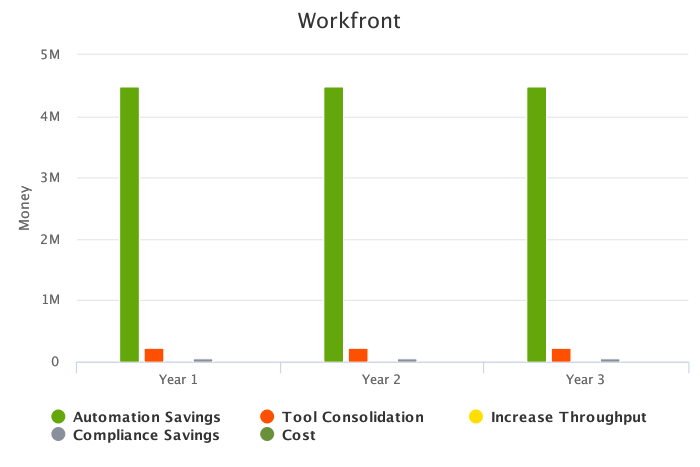 Workfront
5M
4M
3M
2M
1M
0
Money
Year 1
Year 2
Year 3
Automation Savings
Tool Consolidation
Increase Throughput
Compliance Savings
Cost